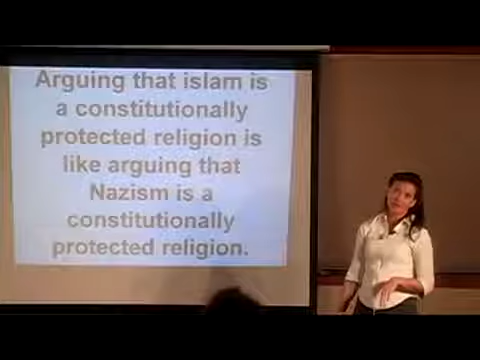 Arguing that islam is
a constitutionally
protected religion is
like arguing that
Nazism is a
constitutionally
protected religion.